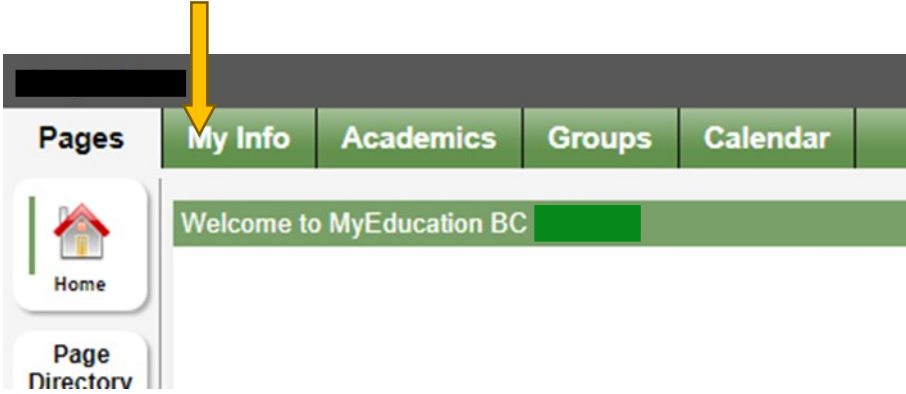 Pages My Info Academics Groups Calendar
Welcome to MyEducation BC
Home
Page
Directory